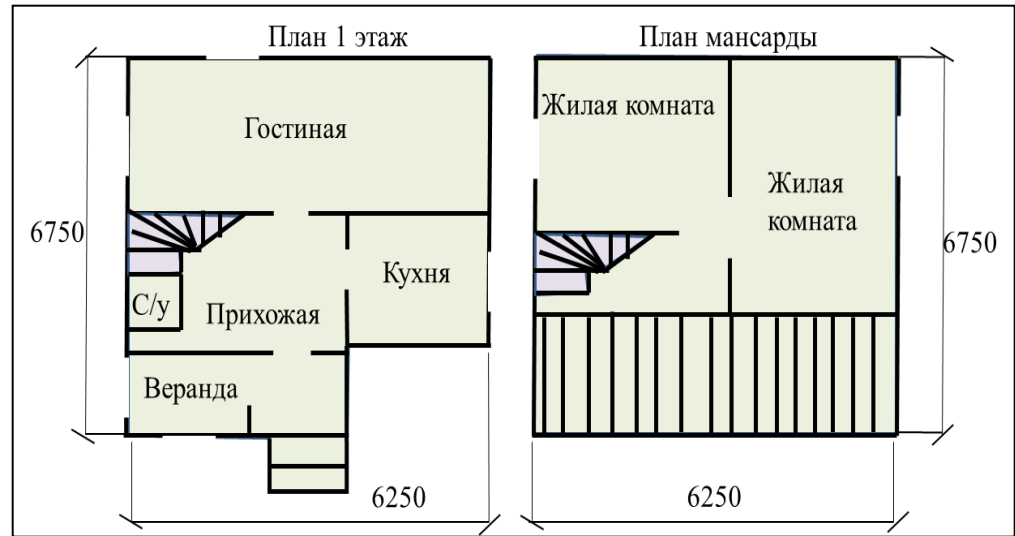 План 1 этаж
Гостиная
6750
Кухня
С/у
Прихожая
Веранда
6250
План мансарды
Жилая комната
Жилая
комната
6750
6250